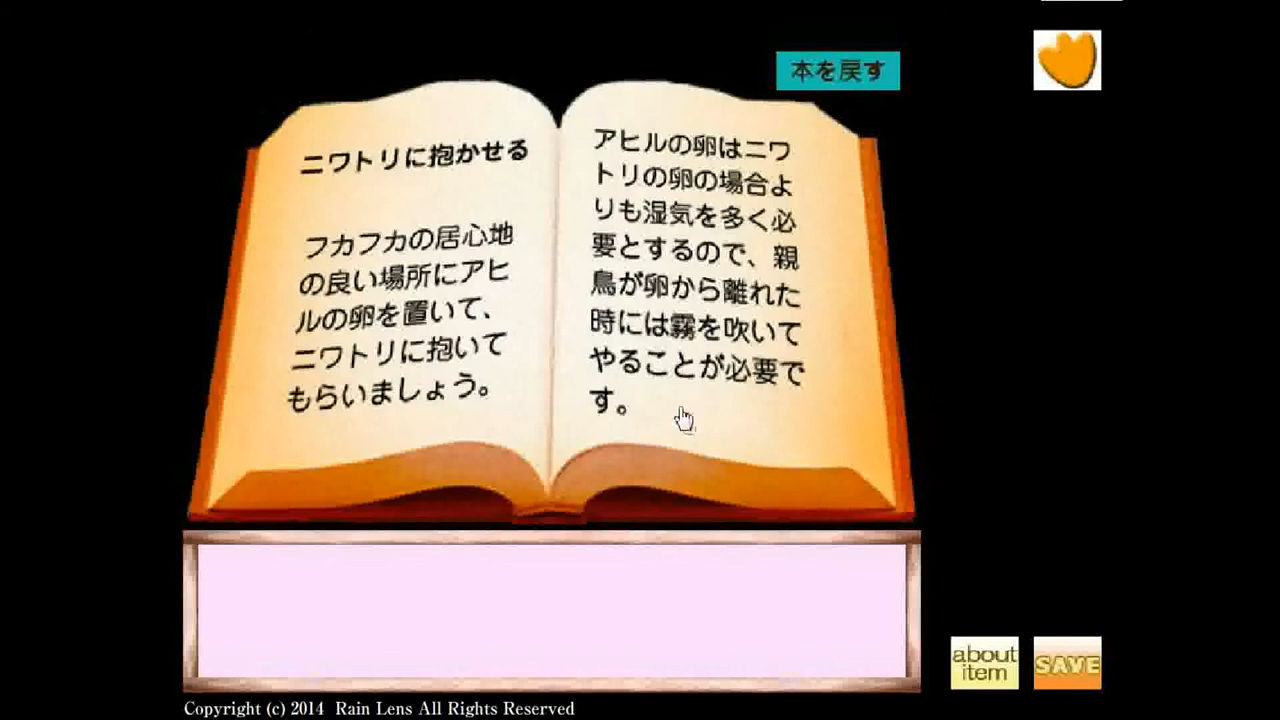 本を戻す
ニワトリに抱かせる
フカフカの居心地
の良い場所にアヒ
ルの卵を置いて、
ニワトリに抱いて
もらいましょう。
アヒルの卵はニワ
トリの卵の場合よ
りも湿気を多く必
要とするので、親
鳥が卵から離れた
時には霧を吹いて
やることが必要で
す。
about
item
SAVE
Copyright (c) 2014 Rain Lens All Rights Reserved